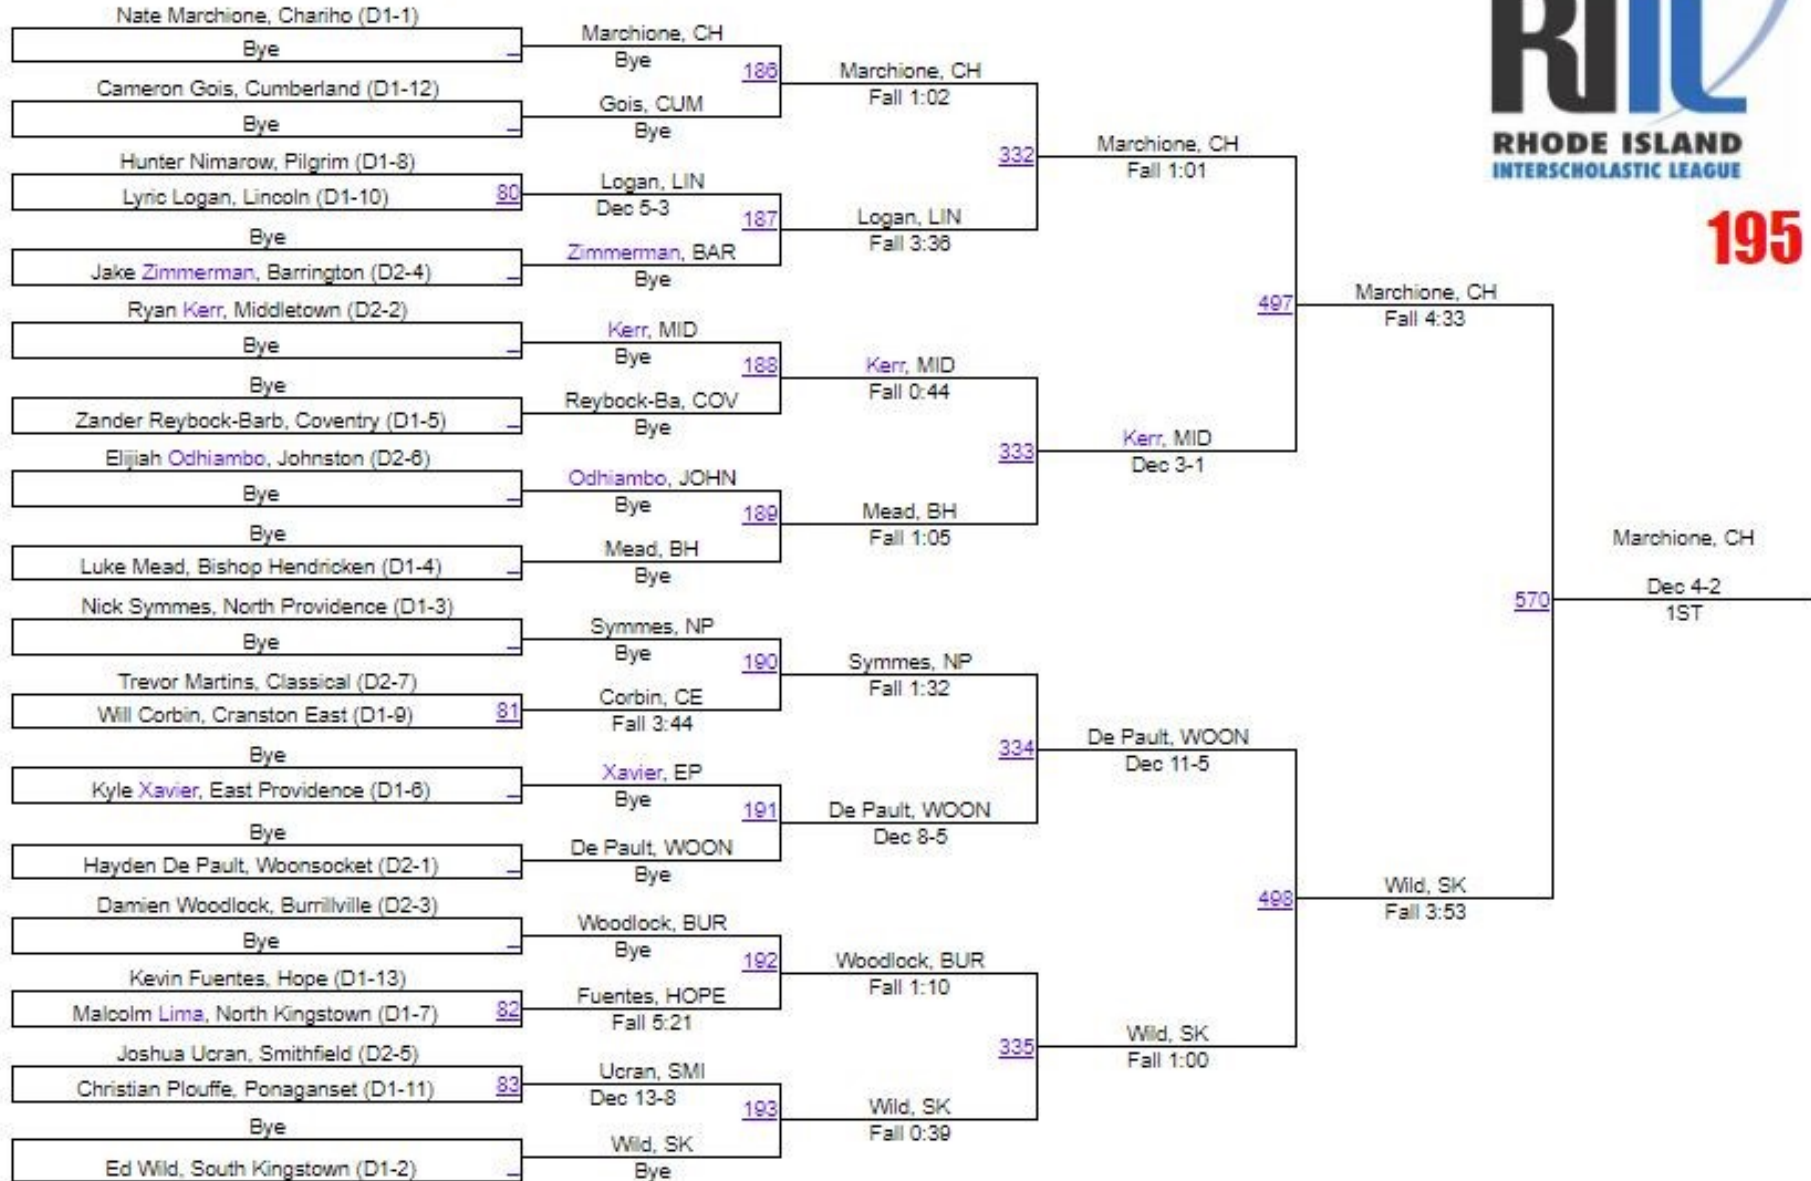 Nate Marchione, Chariho (D1-1)
Bye
Cameron Gois, Cumberland (D1-12)
Bye
Hunter Nimarow, Pilgrim (D1-8)
Lyric Logan, Lincoln (D1-10)
80
Bye
Jake Zimmerman, Barrington (D2-4)
Ryan Kerr, Middletown (D2-2)
Bye
Bye
Zander Reybock-Barb, Coventry (D1-5)
Elijiah Odhiambo, Johnston (D2-6)
Bye
Bye
Luke Mead, Bishop Hendricken (D1-4)
Nick Symmes, North Providence (D1-3)
Bye
Trevor Martins, Classical (D2-7)
Will Corbin, Cranston East (D1-9)
81
Bye
Kyle Xavier, East Providence (D1-6)
Bye
Hayden De Pault, Woonsocket (D2-1)
Damien Woodlock, Burrillville (D2-3)
Bye
Kevin Fuentes, Hope (D1-13)
Malcolm Lima, North Kingstown (D1-7)
82
Joshua Ucran, Smithfield (D2-5)
Christian Plouffe, Ponaganset (D1-11)
83
Bye
Ed Wild, South Kingstown (D1-2)
Marchione, CH
Bye
186
Gois, CUM
Bye
Logan, LIN
Dec 5-3
187
Zimmerman, BAR
Bye
Kerr, MID
Bye
188
Reybock-Ba, COV
Bye
Odhiambo, JOHN
Bye
189
Mead, BH
Bye
Symmes, NP
Bye
190
Corbin, CE
Fall 3:44
Xavier, EP
Bye
191
De Pault, WOON
Bye
Woodlock, BUR
Bye
192
Fuentes, HOPE
Fall 5:21
Ucran, SMI
Dec 13-8
193
Wild, SK
Bye
Marchione, CH
Fall 1:02
332
Logan, LIN
Fall 3:36
Kerr, MID
Fall 0:44
333
Mead, BH
Fall 1:05
Symmes, NP
Fall 1:32
334
De Pault, WOON
Dec 8-5
Woodlock, BUR
Fall 1:10
335
Wild, SK
Fall 0:39
Marchione, CH
Fall 1:01
497
Kerr, MID
Dec 3-1
De Pault, WOON
Dec 11-5
498
Wild, SK
Fall 1:00
Marchione, CH
Fall 4:33
570
Wild, SK
Fall 3:53
Marchione, CH
Dec 4-2
1ST
RIIL
RHODE ISLAND
INTERSCHOLASTIC LEAGUE
195